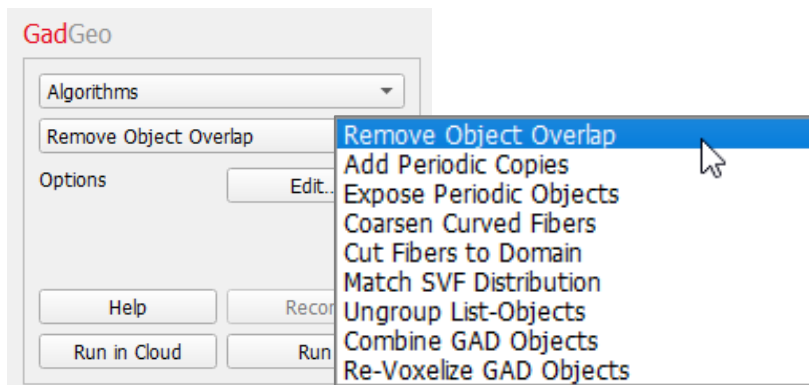 GadGeo
Algorithms
Remove Object Overlap
Options
Edit..
Help
Recor
Run in Cloud
Run
Remove Object Overlap
Add Periodic Copies
Expose Periodic Objects
Coarsen Curved Fibers
Cut Fibers to Domain
Match SVF Distribution
Ungroup List-Objects
Combine GAD Objects
Re-Voxelize GAD Objects